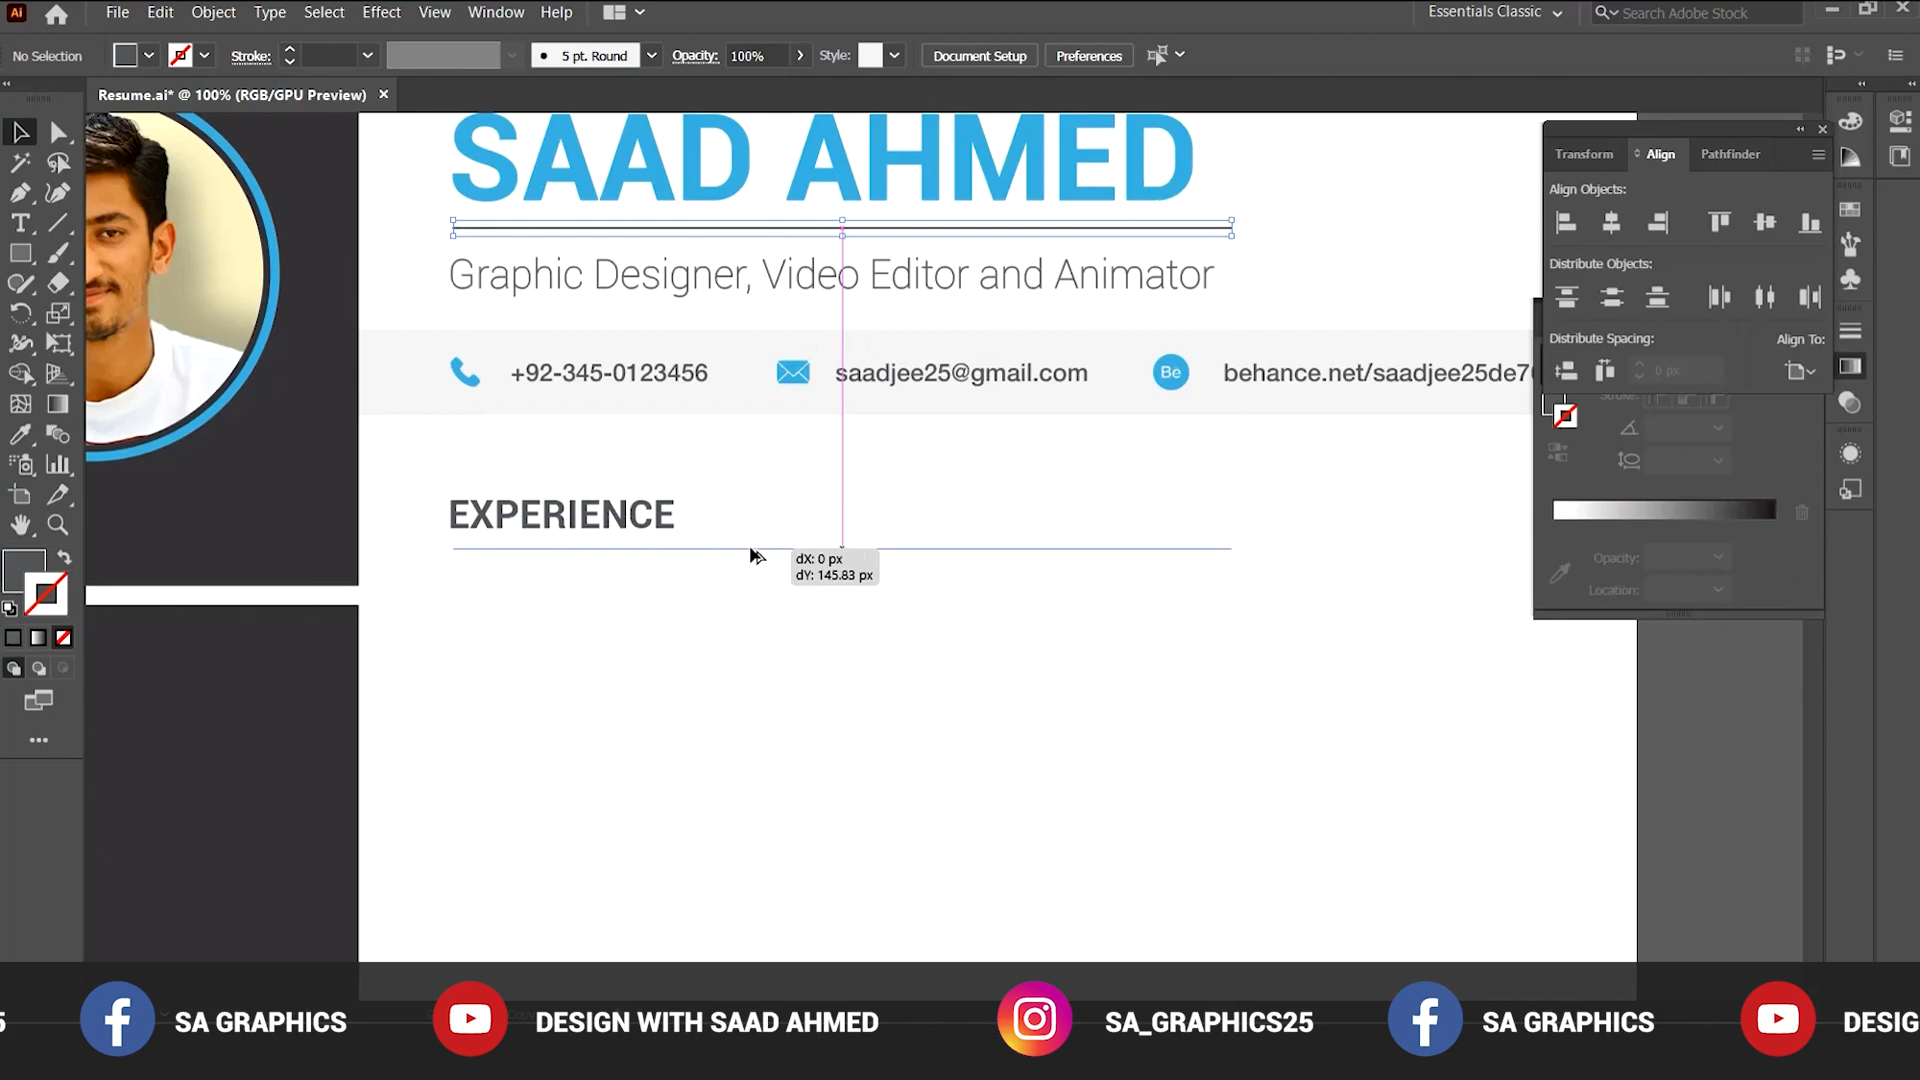 Ai File Edit Object Type Select Effect View Window Help Essentials Classic Search Adobe Stock
No Selection Stroke: 5 pt. Round Opacity: 100% Style: Document Setup Preferences
Resume.ai* @ 100% (RGB/GPU Preview)
SAAD AHMED
Graphic Designer, Video Editor and Animator
+92-345-0123456 saadjee25@gmail.com Be behance.net/saadjee25de7
EXPERIENCE
dX: 0 px
dY: 145.83 px
Transform Align Pathfinder
Align Objects:
Distribute Objects:
Distribute Spacing: Align To:
0 px
Stroke:
Opacity:
Location:
SA GRAPHICS DESIGN WITH SAAD AHMED SA_GRAPHICS25 SA GRAPHICS DESIG